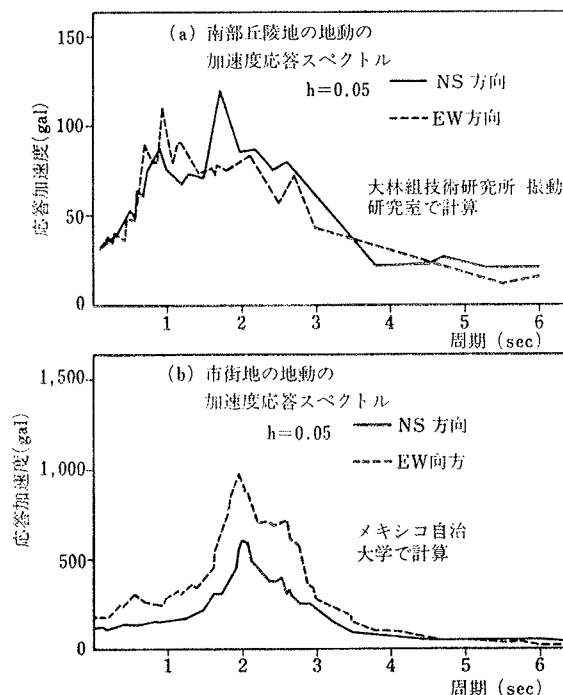 150
100
50
0
応答加速度(gal)
(a) 南部丘陵地の地動の
加速度応答スペクトル
h=0.05
NS 方向
EW方向
大林組技術研究所 振動
研究室で計算
1 2 3 4 5 6
周期 (sec)
1,500
1,000
500
0
応答加速度(gal)
(b) 市街地の地動の
加速度応答スペクトル
h=0.05
NS 方向
EW向方
メキシコ自治
大学で計算
1 2 3 4 5 6
周期 (sec)